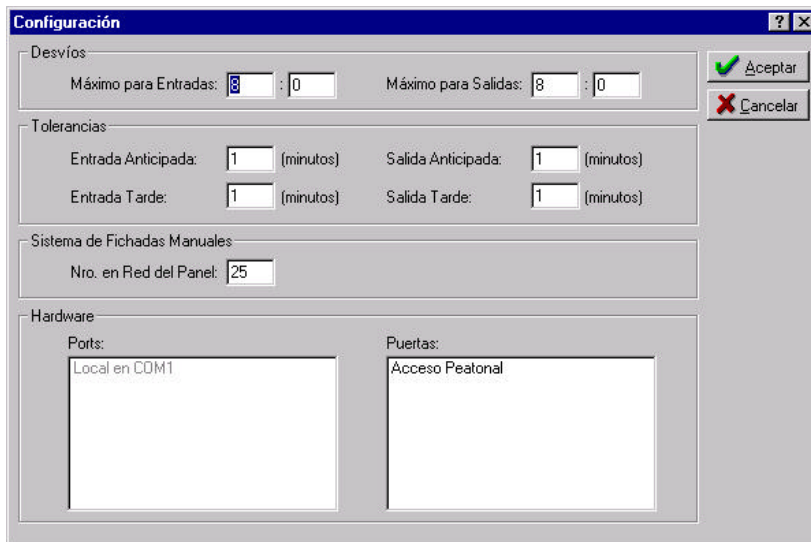 Configuración
Desvíos
Máximo para Entradas: 8 : 0 Máximo para Salidas: 8 : 0
Aceptar
Cancelar
Tolerancias
Entrada Anticipada: 1 (minutos) Salida Anticipada: 1 (minutos)
Entrada Tarde: 1 (minutos) Salida Tarde: 1 (minutos)
Sistema de Fichadas Manuales
Nro. en Red del Panel: 25
Hardware
Ports: Puertas:
Local en COM1 Acceso Peatonal